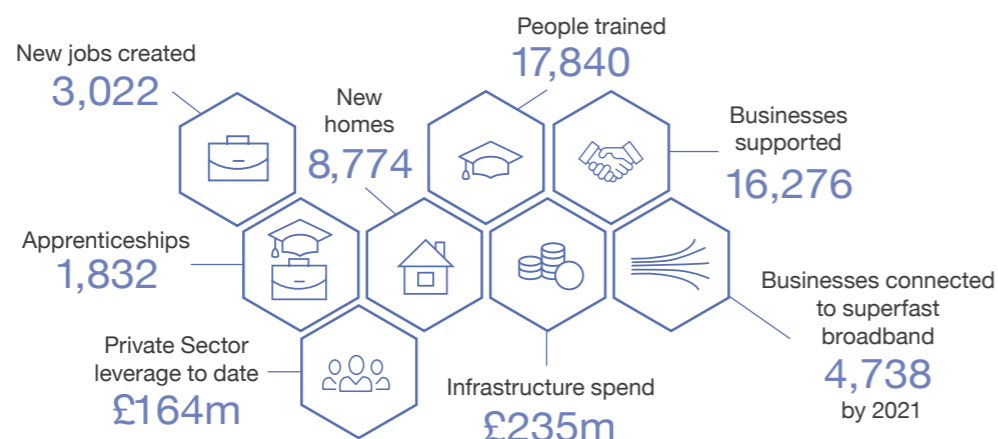 People trained
17,840
New jobs created
3,022
New
homes
8,774
Businesses
supported
16,276
Apprenticeships
1,832
Businesses connected
to superfast
broadband
4,738
by 2021
Private Sector
leverage to date
£164m
Infrastructure spend
£235m